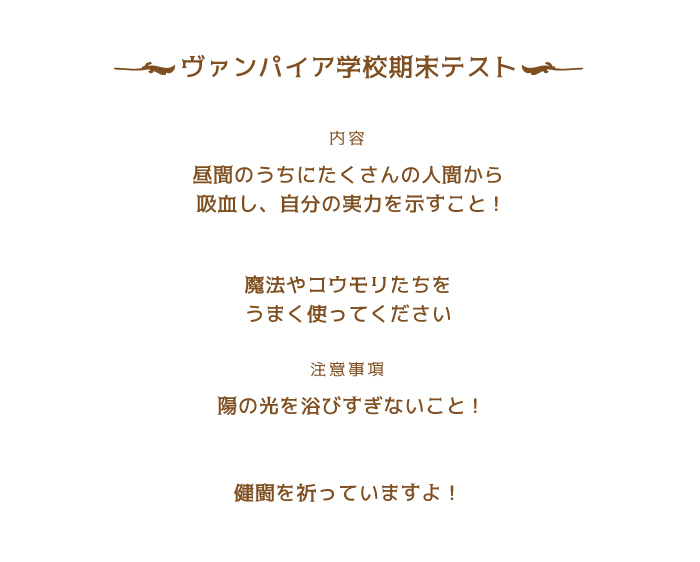 ヴァンパイア学校期末テスト
内容
昼間のうちにたくさんの人間から
吸血し、自分の実力を示すこと！
魔法やコウモリたちを
うまく使ってください
注意事項
陽の光を浴びすぎないこと！
健闘を祈っていますよ！